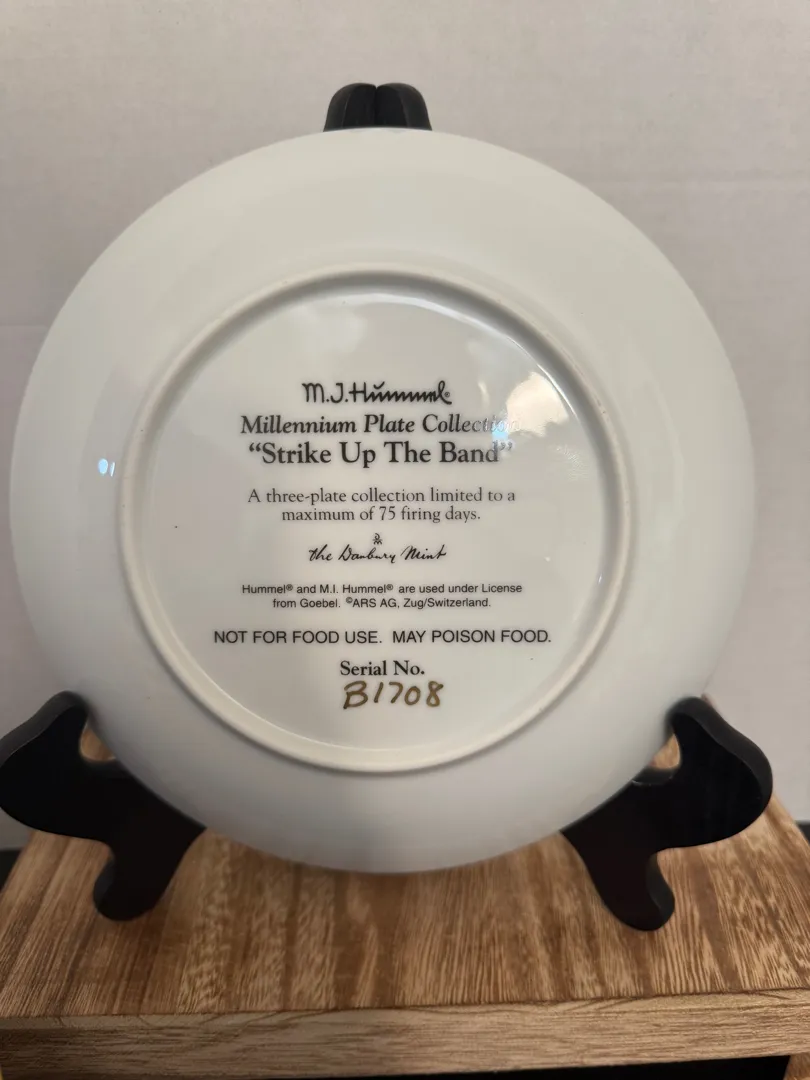 M.J.Hummel®
Millennium Plate Collection
“Strike Up The Band”
A three-plate collection limited to a
maximum of 75 firing days.
the Danbury Mint
Hummel® and M.I. Hummel® are used under License
from Goebel. ©ARS AG, Zug/Switzerland.
NOT FOR FOOD USE. MAY POISON FOOD.
Serial No.
B1708